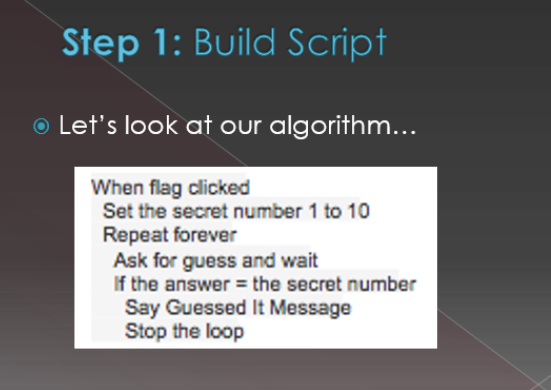 Step 1: Build Script
Let's look at our algorithm...
When flag clicked
Set the secret number 1 to 10
Repeat forever
Ask for guess and wait
If the answer = the secret number
Say Guessed It Message
Stop the loop